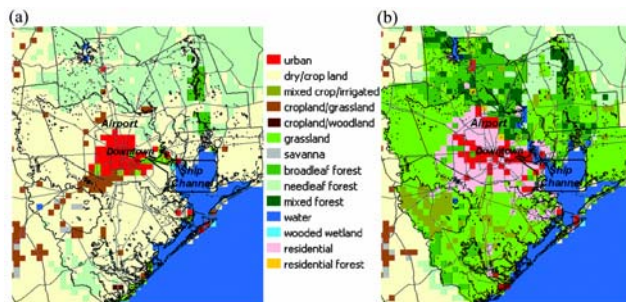 (a)
(b)
urban
dry/crop land
mixed crop/irrigated
cropland/grassland
cropland/woodland
grassland
savanna
broadleaf forest
needleaf forest
mixed forest
water
wooded wetland
residential
residential forest
Airport
Downtown
Ship
Channel
Airport
Downtown
Ship
Channel